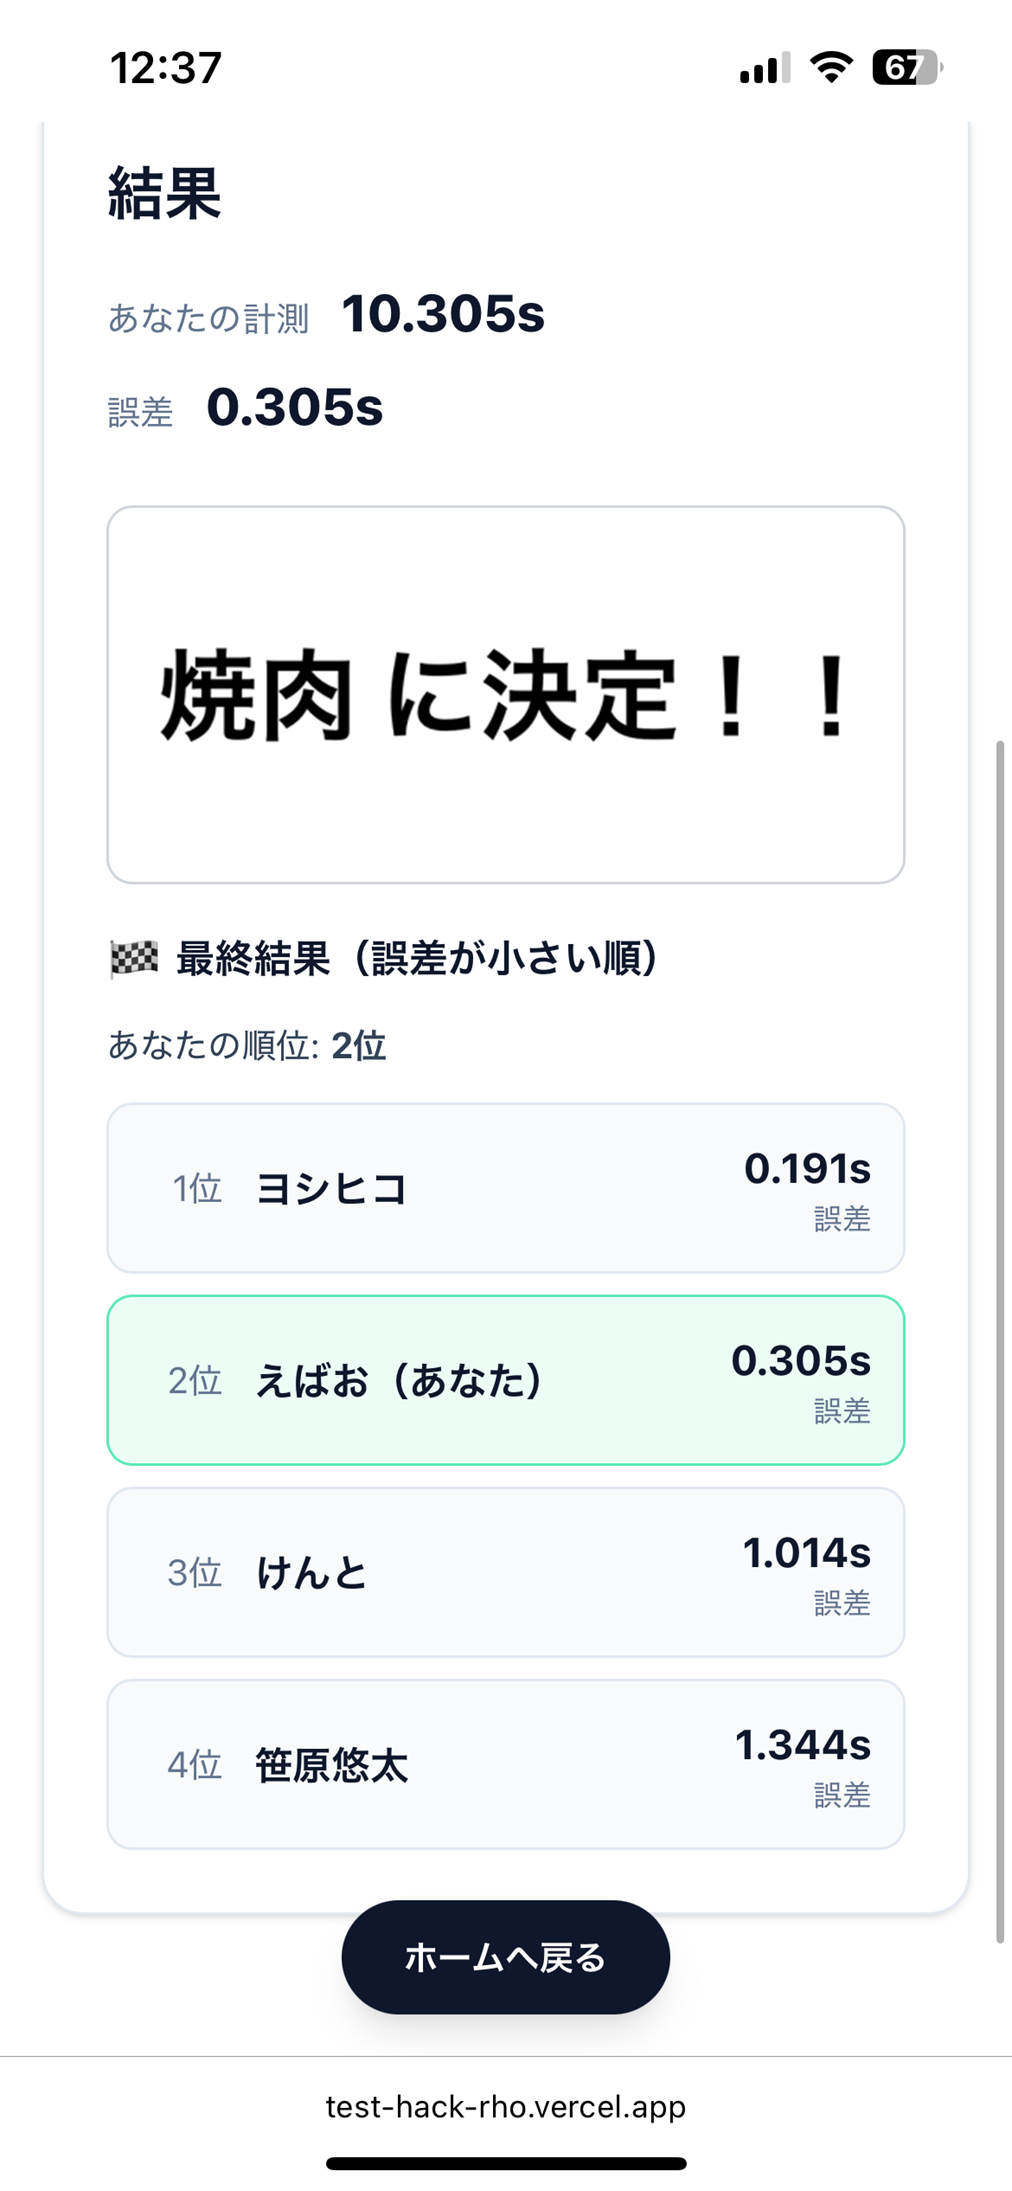 12:37
67
結果
あなたの計測 10.305s
誤差 0.305s
焼肉 に決定！！
🏁 最終結果（誤差が小さい順）
あなたの順位: 2位
1位 ヨシヒコ 0.191s
誤差
2位 えばお（あなた） 0.305s
誤差
3位 けんと 1.014s
誤差
4位 笹原悠太 1.344s
誤差
ホームへ戻る
test-hack-rho.vercel.app